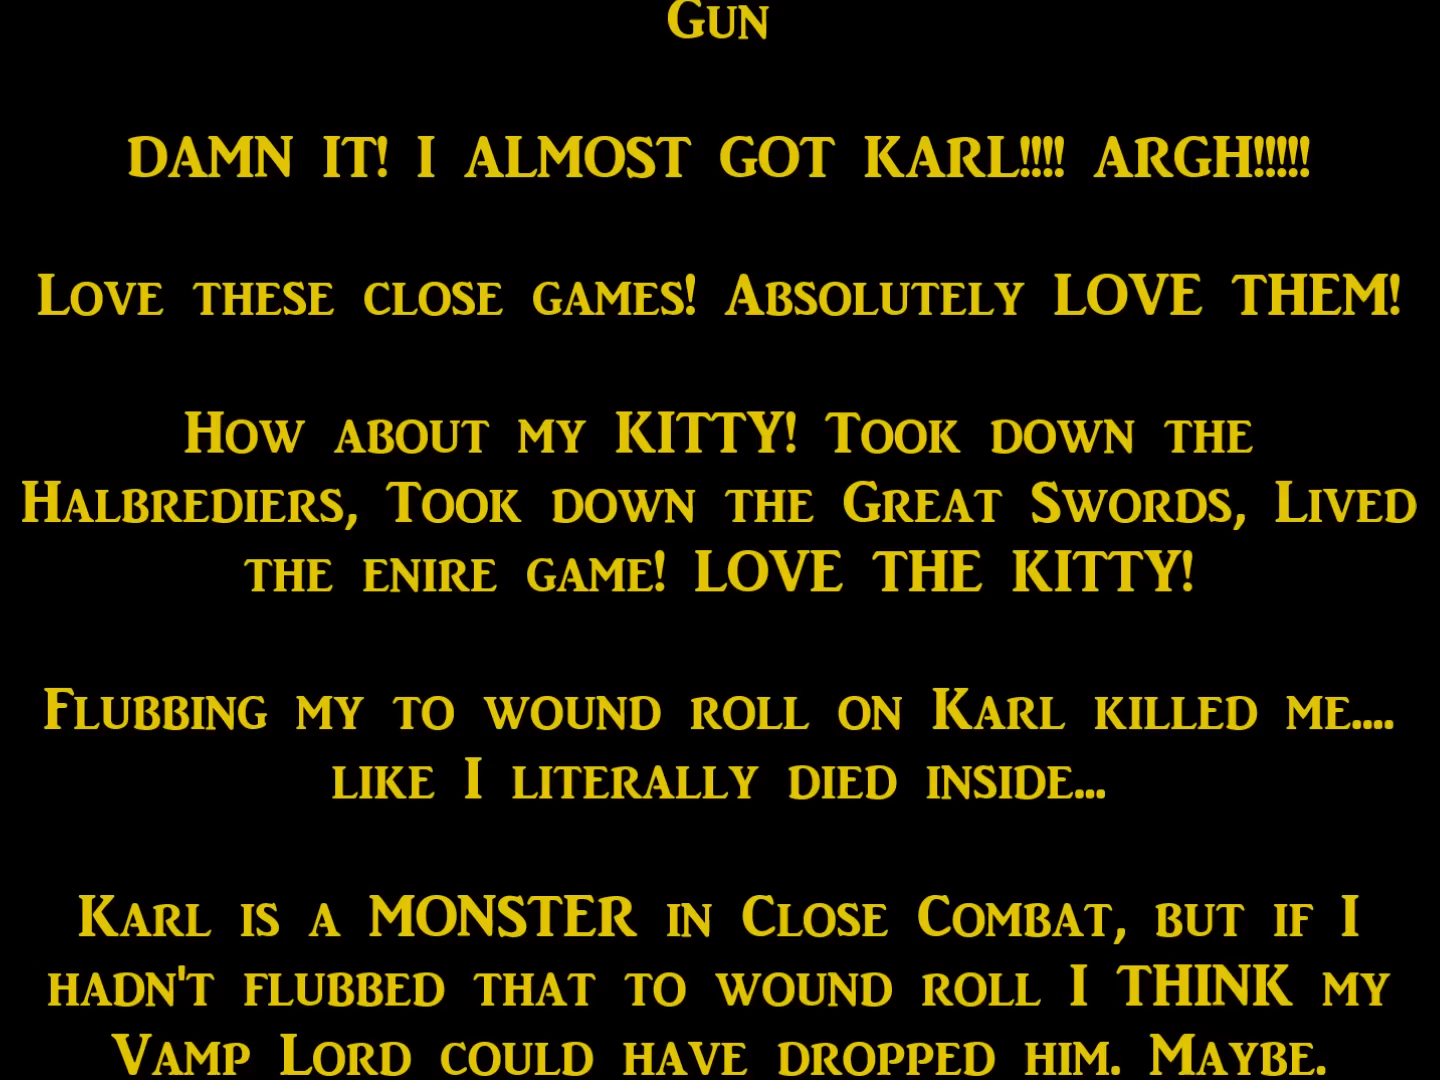 Gun
DAMN IT! I ALMOST GOT KARL!!!! ARGH!!!!!
Love these close games! Absolutely LOVE THEM!
How about my KITTY! Took down the
Halbrediers, Took down the Great Swords, Lived
the enire game! LOVE THE KITTY!
Flubbing my to wound roll on Karl killed me....
like I literally died inside...
Karl is a MONSTER in Close Combat, but if I
hadn't flubbed that to wound roll I THINK my
Vamp Lord could have dropped him. Maybe.